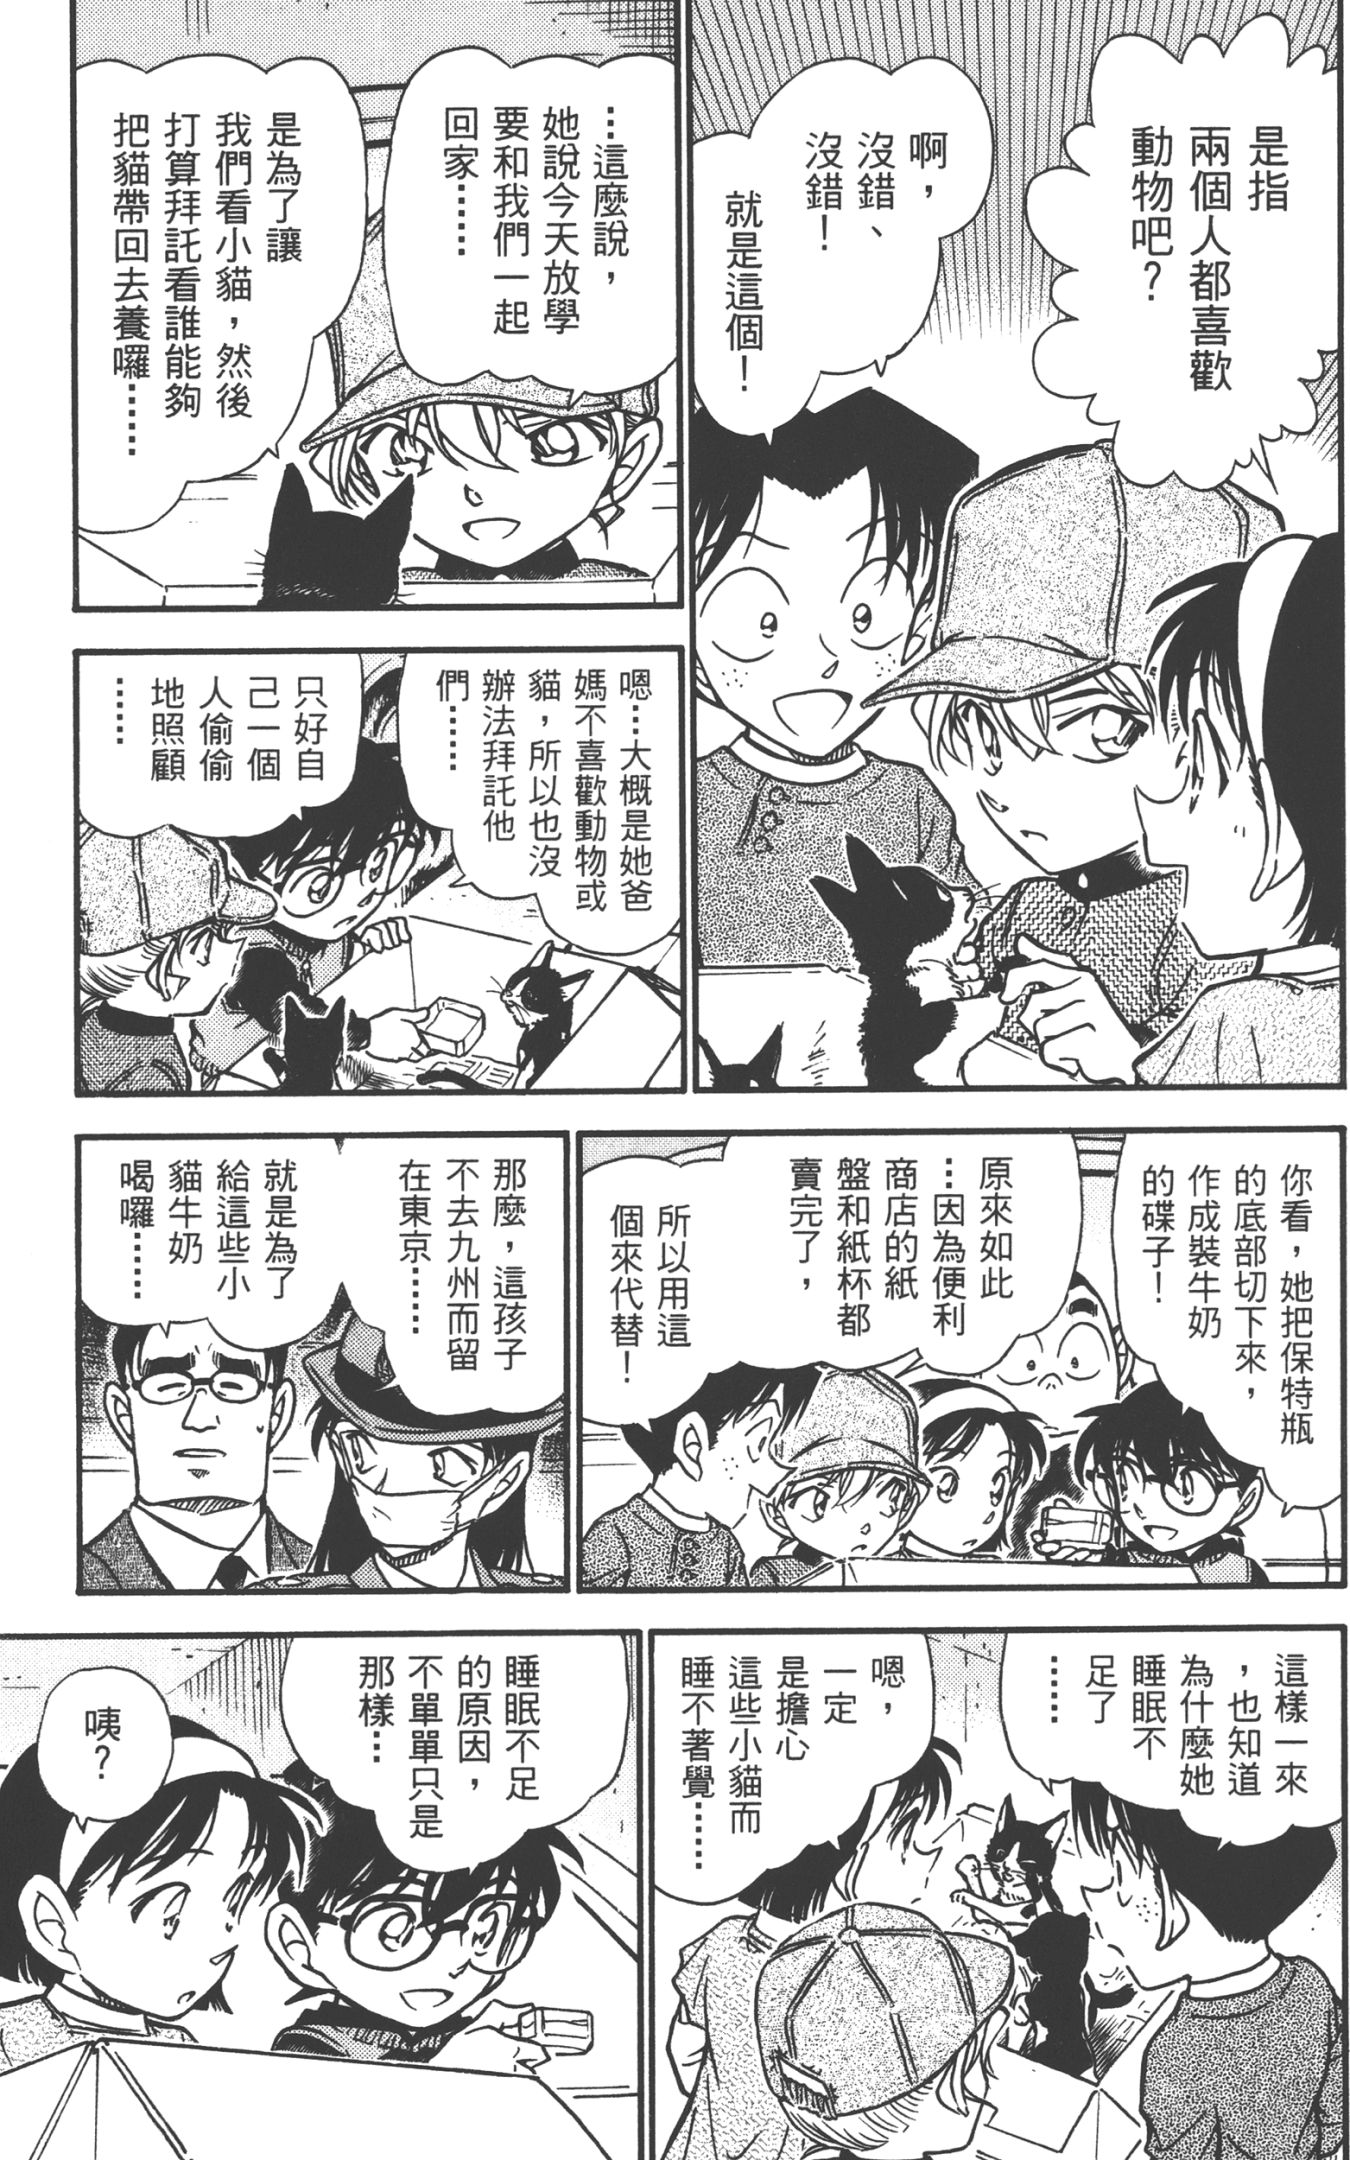 是指
兩個人都喜歡
動物吧？
啊，
沒錯、
沒錯！
就是這個！
⋯這麼說，
她說今天放學
要和我們一起
回家⋯⋯
是為了讓
我們看小貓，然後
打算拜託看誰能夠
把貓帶回去養囉⋯⋯
嗯⋯大概是她爸
媽不喜歡動物或
貓，所以也沒
辦法拜託他
們⋯⋯
只好自
己一個
人偷偷
地照顧
⋯⋯
你看，她把保特瓶
的底部切下來，
作成裝牛奶
的碟子！
原來如此
⋯因為便利
商店的紙
盤和紙杯都
賣完了，
所以用這
個來代替！
那麼，這孩子
不去九州而留
在東京⋯⋯
就是為了
給這些小
貓牛奶
喝囉⋯⋯
這樣一來
，也知道
為什麼她
睡眠不
足了
⋯⋯
嗯，
一定
是擔心
這些小貓而
睡不著覺⋯⋯
睡眠不足
的原因，
不單單只是
那樣⋯
咦？